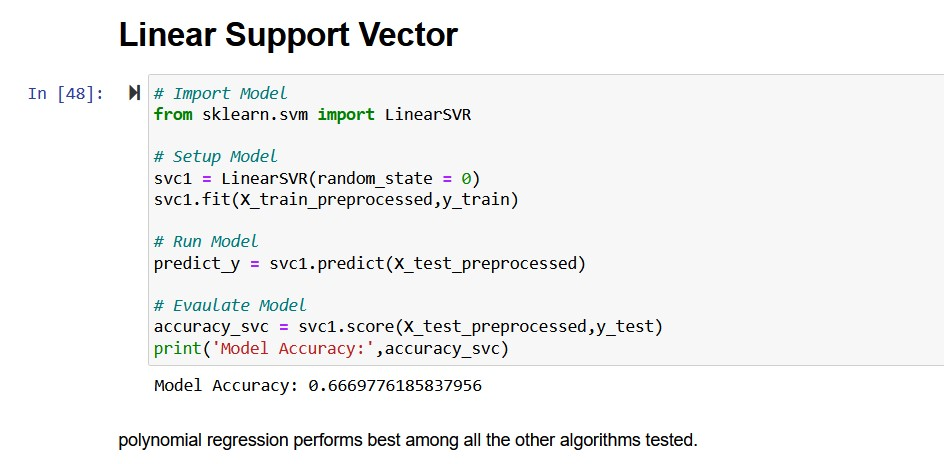 Linear Support Vector
In [48]:
# Import Model
from sklearn.svm import LinearSVR
# Setup Model
svc1 = LinearSVR(random_state = 0)
svc1.fit(X_train_preprocessed,y_train)
# Run Model
predict_y = svc1.predict(X_test_preprocessed)
# Evaulate Model
accuracy_svc = svc1.score(X_test_preprocessed,y_test)
print('Model Accuracy:',accuracy_svc)
Model Accuracy: 0.6669776185837956
polynomial regression performs best among all the other algorithms tested.